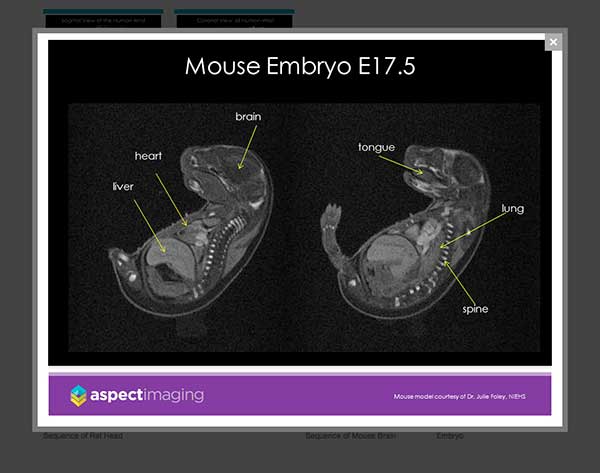 Sagittal View of the Human Wrist
Coronal View of Human Wrist
×
Mouse Embryo E17.5
brain
heart
tongue
liver
lung
spine
aspectimaging
Mouse model courtesy of Dr. Julie Foley, NIEHS
Sequence of Rat Head
Sequence of Mouse Brain
Embryo